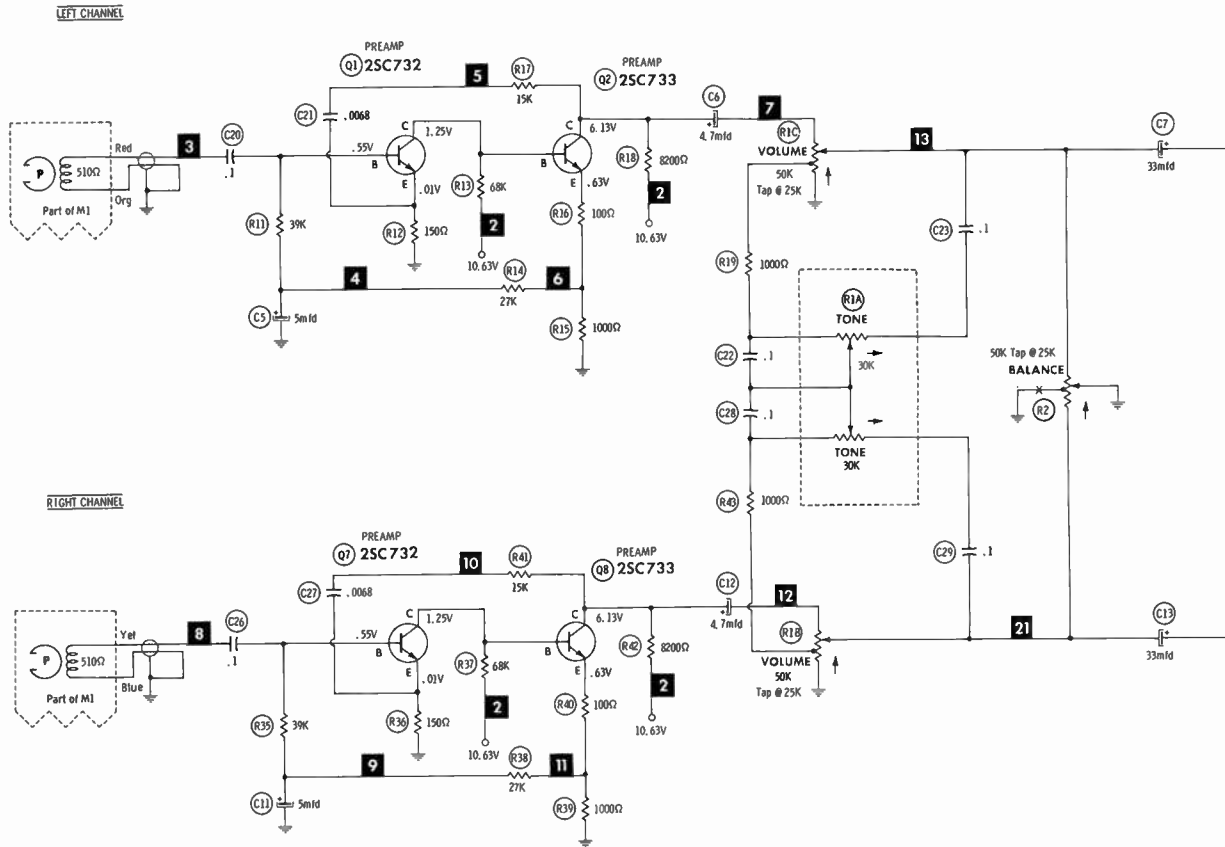 LEFT CHANNEL
PREAMP
Q1 2SC732
5
R17
15K
PREAMP
Q2 2SC733
C21
.0068
C
1.25V
.55V
B
E
.01V
C
6.13V
B
E
.63V
C6
4.7mfd
7
R1C
VOLUME
50K
Tap @ 25K
13
C7
33mfd
P
510Ω
Red
Org
Part of M1
3
C20
.1
R11
39K
R12
150Ω
R13
68K
2
10.63V
R16
100Ω
R18
8200Ω
2
10.63V
4
R14
27K
6
C5
5mfd
R15
1000Ω
R19
1000Ω
C23
.1
R1A
TONE
30K
C22
.1
C28
.1
TONE
30K
50K Tap @ 25K
BALANCE
R2
R43
1000Ω
C29
.1
RIGHT CHANNEL
PREAMP
Q7 2SC732
10
R41
15K
PREAMP
Q8 2SC733
C27
.0068
C
1.25V
.55V
B
E
.01V
C
6.13V
B
E
.63V
C12
4.7mfd
12
R1B
VOLUME
50K
Tap @ 25K
21
C13
33mfd
P
510Ω
Yel
Blue
Part of M1
8
C26
.1
R35
39K
R36
150Ω
R37
68K
2
10.63V
R40
100Ω
R42
8200Ω
2
10.63V
9
R38
27K
11
C11
5mfd
R39
1000Ω